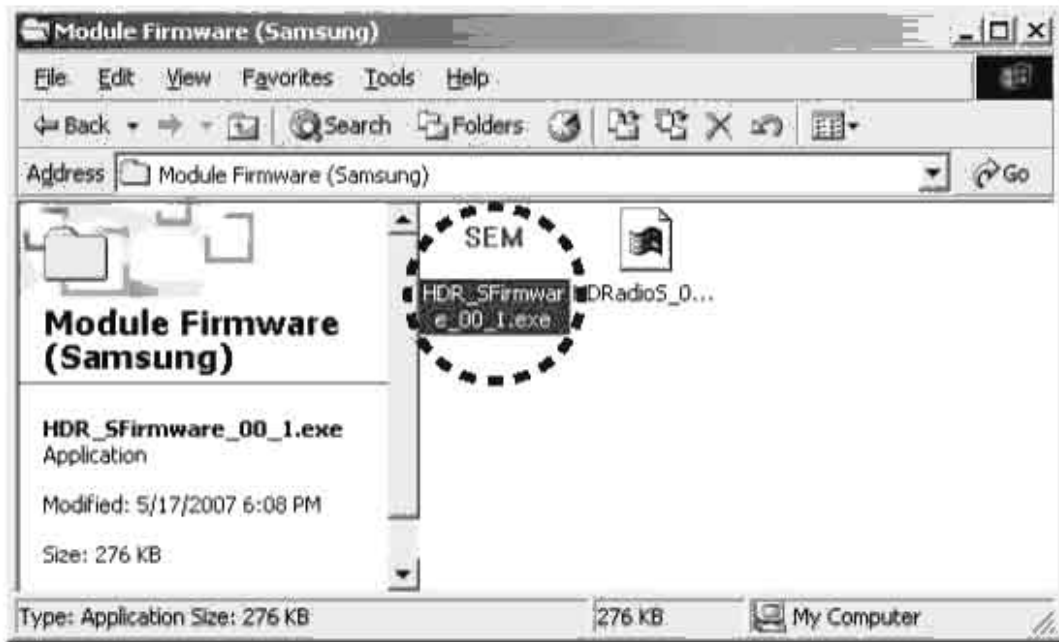 Module Firmware (Samsung)
File Edit View Favorites Tools Help
Back Search Folders
Address Module Firmware (Samsung) Go
SEM
HDR_SFirmwar
e_00_1.exe
DRadioS_0...
Module Firmware
(Samsung)
HDR_SFirmware_00_1.exe
Application
Modified: 5/17/2007 6:08 PM
Size: 276 KB
Type: Application Size: 276 KB 276 KB My Computer